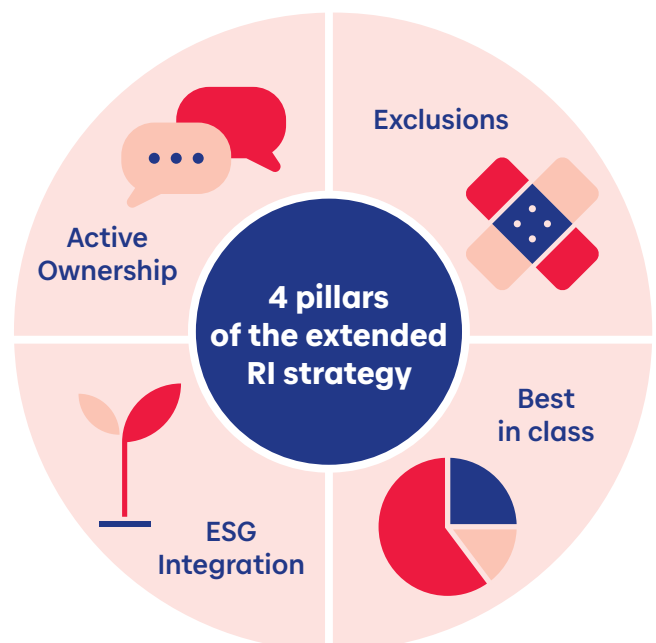 Exclusions
Active
Ownership
4 pillars
of the extended
RI strategy
Best
in class
ESG
Integration